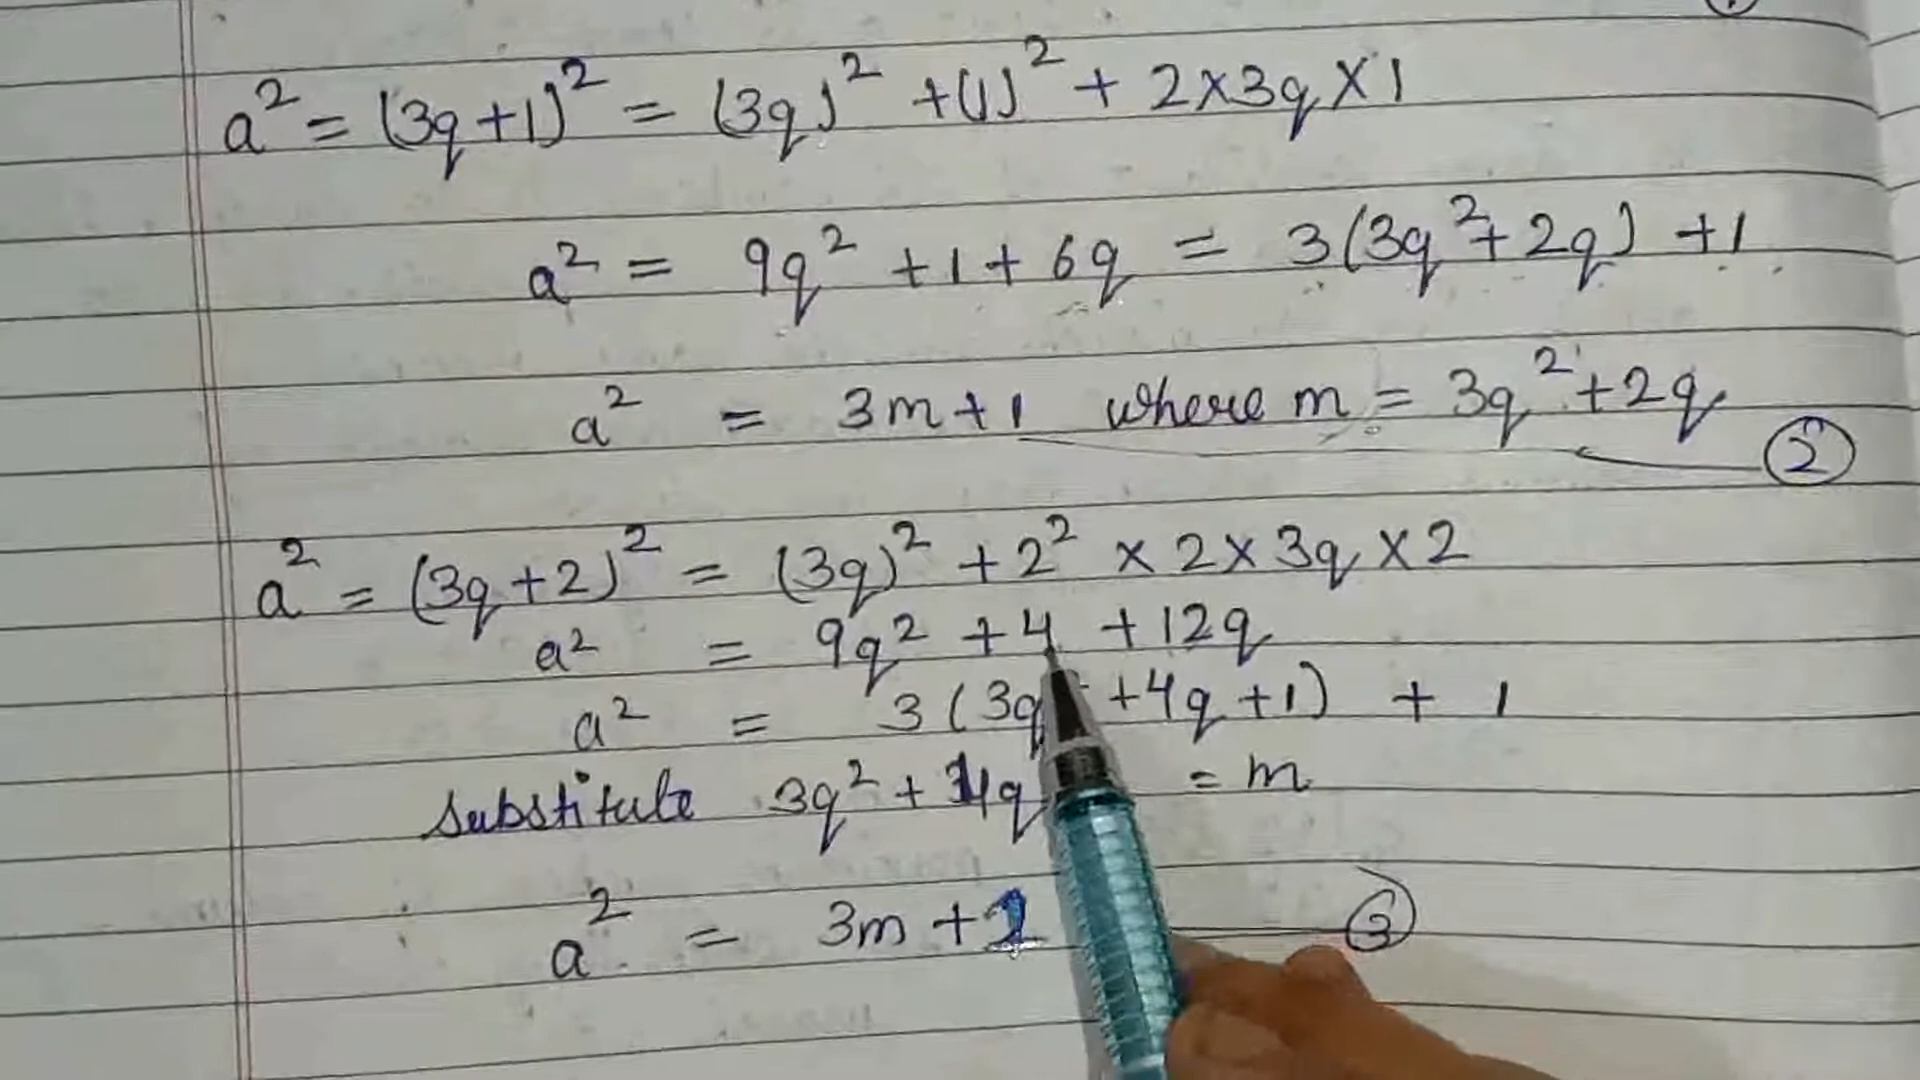 a² = (3q+1)² = (3q)² + (1)² + 2×3q×1
a² = 9q² + 1 + 6q = 3(3q² + 2q) + 1
a² = 3m + 1 where m = 3q² + 2q
②
a² = (3q+2)² = (3q)² + 2² × 2 × 3q × 2
a² = 9q² + 4 + 12q
a² = 3(3q +4q+1) + 1
substitute 3q² + 4q = m
a² = 3m + ③